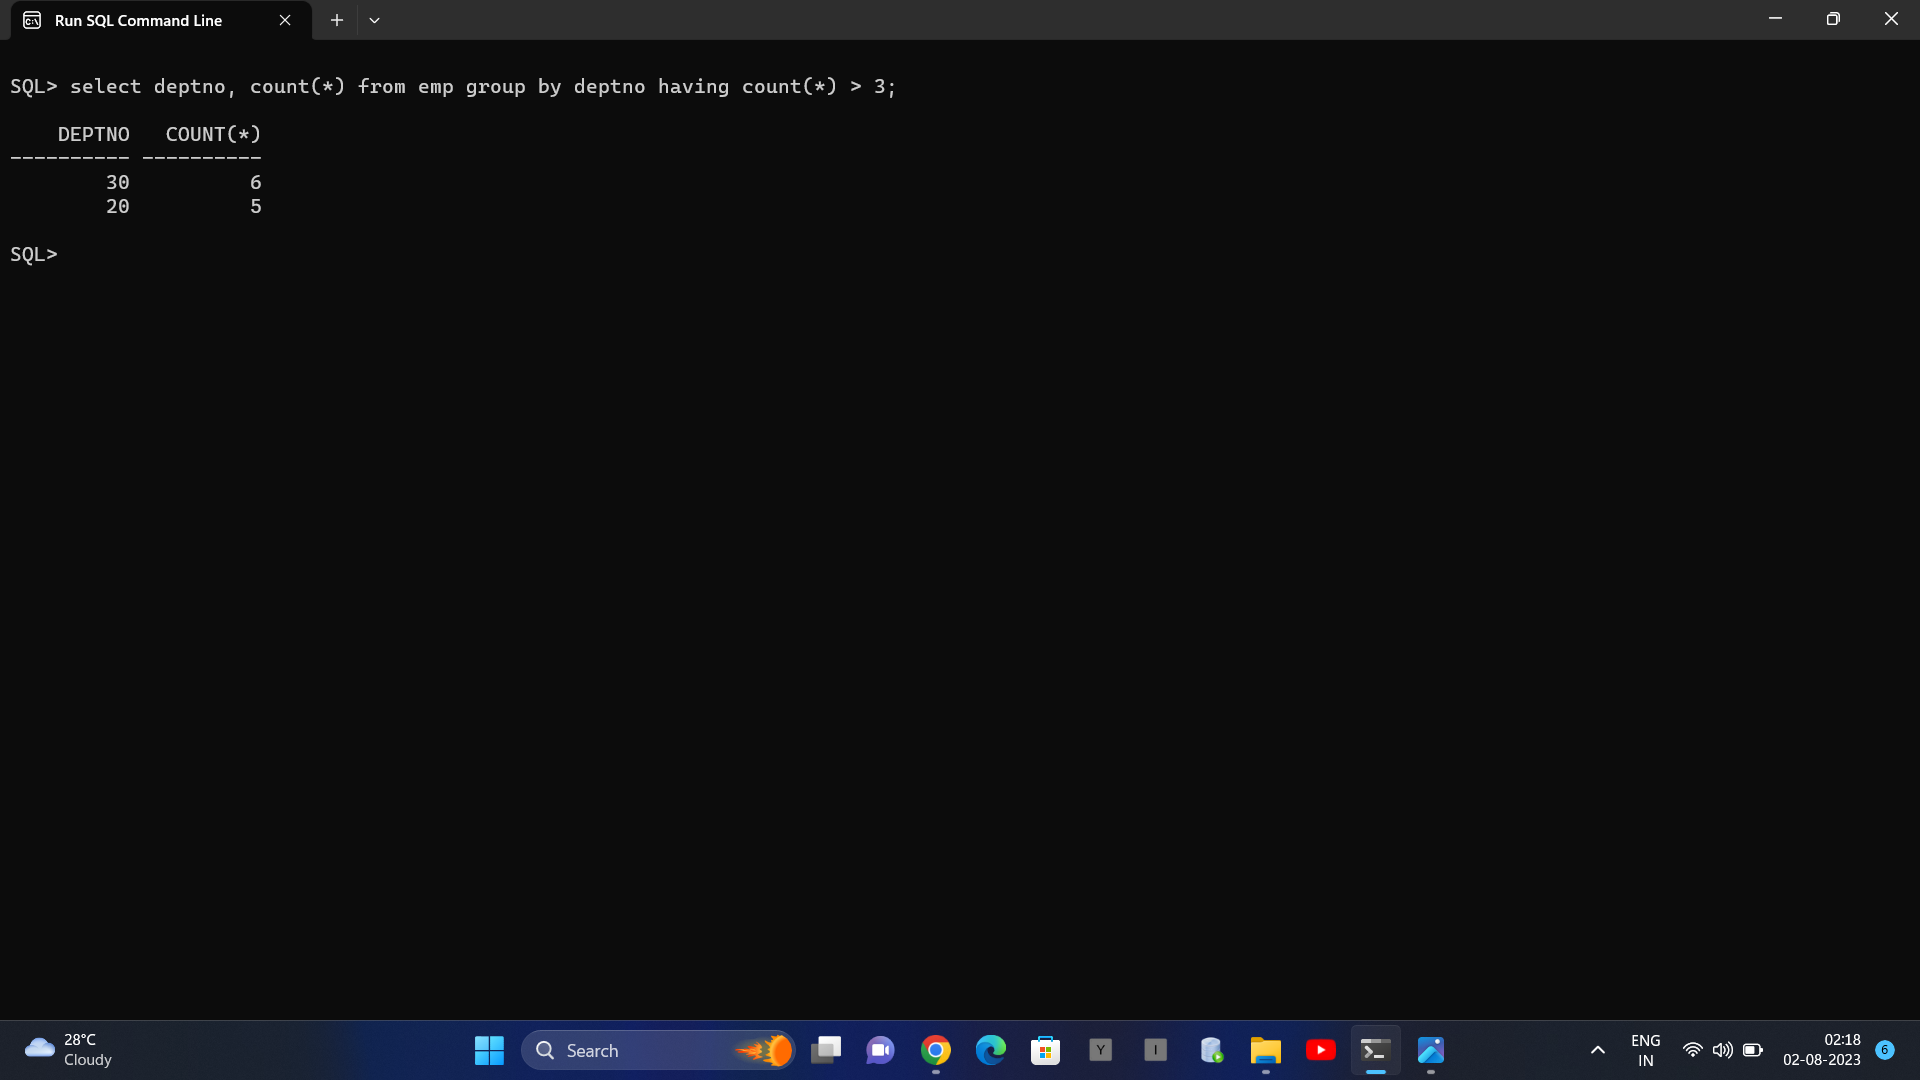 Run SQL Command Line
SQL> select deptno, count(*) from emp group by deptno having count(*) > 3;
    DEPTNO   COUNT(*)
---------- ----------
        30          6
        20          5
SQL>
28°C
Cloudy
Search
Y
I
ENG
IN
02:18
02-08-2023
6